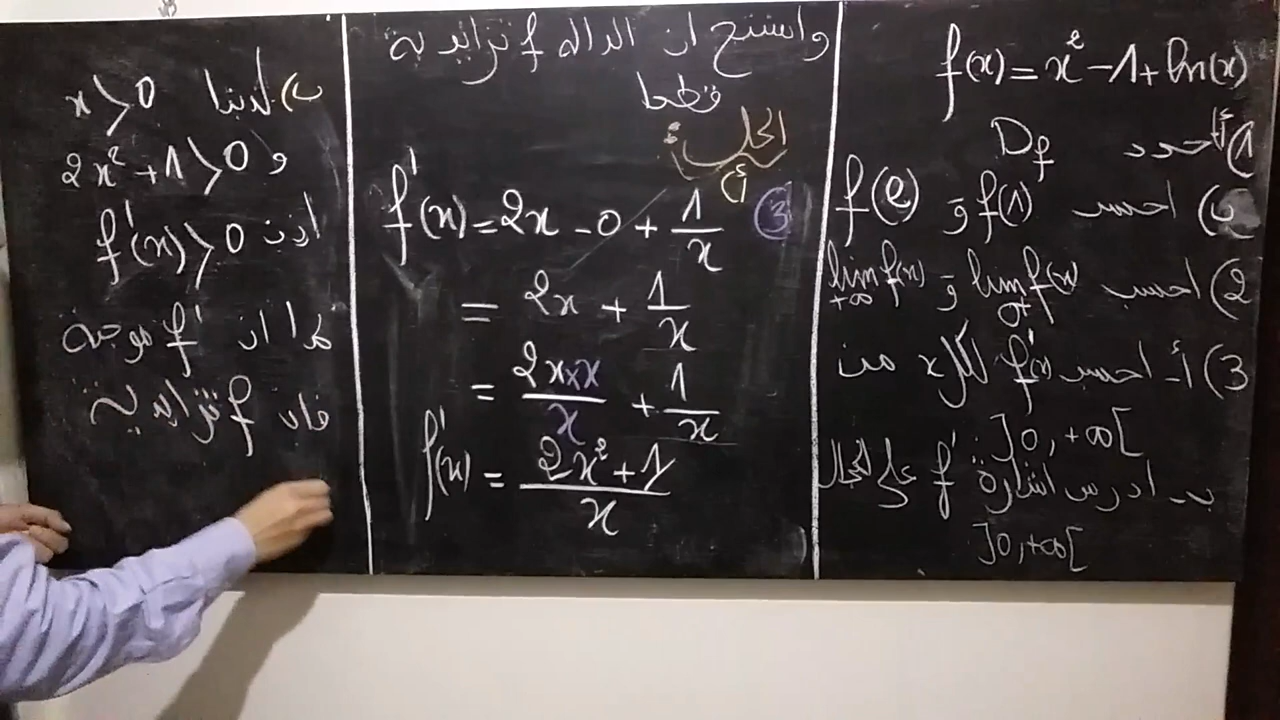 f(x) = x² - 1 + ln(x)
1) أ) حدد Df
ب) احسب f(1) و f(e)
2) احسب lim f(x) 0⁺ و lim f(x) +∞
3) أ - احسب f'(x) لكل x من
]0, +∞[
ب - ادرس اشارة f' على المجال
]0, +∞[
واستنتج ان الدالة f تزايدية
قطعا
الحل:
3) أ) f'(x) = 2x - 0 + 1/x
= 2x + 1/x
= 2x×x/x + 1/x
f'(x) = 2x² + 1/x
ب) لدينا x > 0
و 2x² + 1 > 0
اذن f'(x) > 0
بما ان f' موجبة
فان f تزايدية